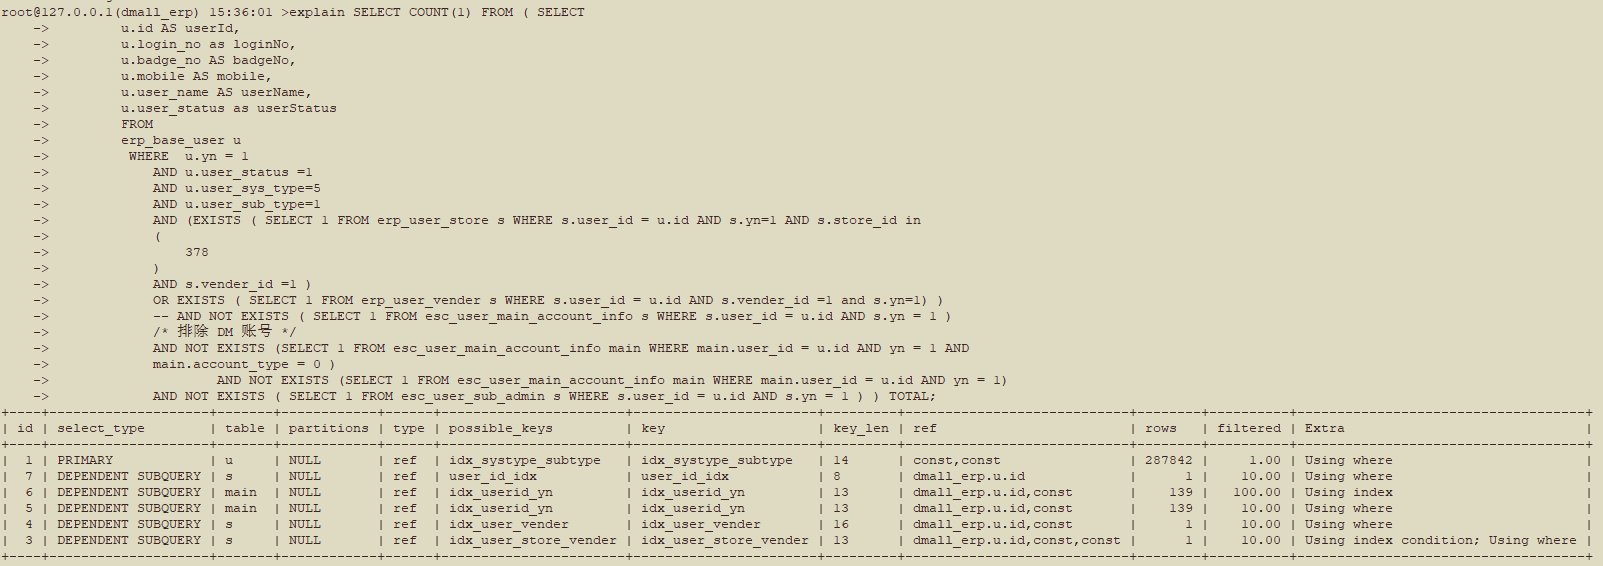 root@127.0.0.1(dmall_erp) 15:36:01 >explain SELECT COUNT(1) FROM ( SELECT
    ->         u.id AS userId,
    ->         u.login_no as loginNo,
    ->         u.badge_no AS badgeNo,
    ->         u.mobile AS mobile,
    ->         u.user_name AS userName,
    ->         u.user_status as userStatus
    ->         FROM
    ->         erp_base_user u
    ->          WHERE  u.yn = 1
    ->             AND u.user_status =1
    ->             AND u.user_sys_type=5
    ->             AND u.user_sub_type=1
    ->             AND (EXISTS ( SELECT 1 FROM erp_user_store s WHERE s.user_id = u.id AND s.yn=1 AND s.store_id in
    ->             (
    ->                 378
    ->             )
    ->             AND s.vender_id =1 )
    ->             OR EXISTS ( SELECT 1 FROM erp_user_vender s WHERE s.user_id = u.id AND s.vender_id =1 and s.yn=1) )
    ->             -- AND NOT EXISTS ( SELECT 1 FROM esc_user_main_account_info s WHERE s.user_id = u.id AND s.yn = 1 )
    ->             /* 排除 DM 账号 */
    ->             AND NOT EXISTS (SELECT 1 FROM esc_user_main_account_info main WHERE main.user_id = u.id AND yn = 1 AND
    ->             main.account_type = 0 )
    ->                     AND NOT EXISTS (SELECT 1 FROM esc_user_main_account_info main WHERE main.user_id = u.id AND yn = 1)
    ->             AND NOT EXISTS ( SELECT 1 FROM esc_user_sub_admin s WHERE s.user_id = u.id AND s.yn = 1 ) ) TOTAL;
| id | select_type | table | partitions | type | possible_keys | key | key_len | ref | rows | filtered | Extra |
| 1 | PRIMARY | u | NULL | ref | idx_systype_subtype | idx_systype_subtype | 14 | const,const | 287842 | 1.00 | Using where |
| 7 | DEPENDENT SUBQUERY | s | NULL | ref | user_id_idx | user_id_idx | 8 | dmall_erp.u.id | 1 | 10.00 | Using where |
| 6 | DEPENDENT SUBQUERY | main | NULL | ref | idx_userid_yn | idx_userid_yn | 13 | dmall_erp.u.id,const | 139 | 100.00 | Using index |
| 5 | DEPENDENT SUBQUERY | main | NULL | ref | idx_userid_yn | idx_userid_yn | 13 | dmall_erp.u.id,const | 139 | 10.00 | Using where |
| 4 | DEPENDENT SUBQUERY | s | NULL | ref | idx_user_vender | idx_user_vender | 16 | dmall_erp.u.id,const | 1 | 10.00 | Using where |
| 3 | DEPENDENT SUBQUERY | s | NULL | ref | idx_user_store_vender | idx_user_store_vender | 13 | dmall_erp.u.id,const,const | 1 | 10.00 | Using index condition; Using where |